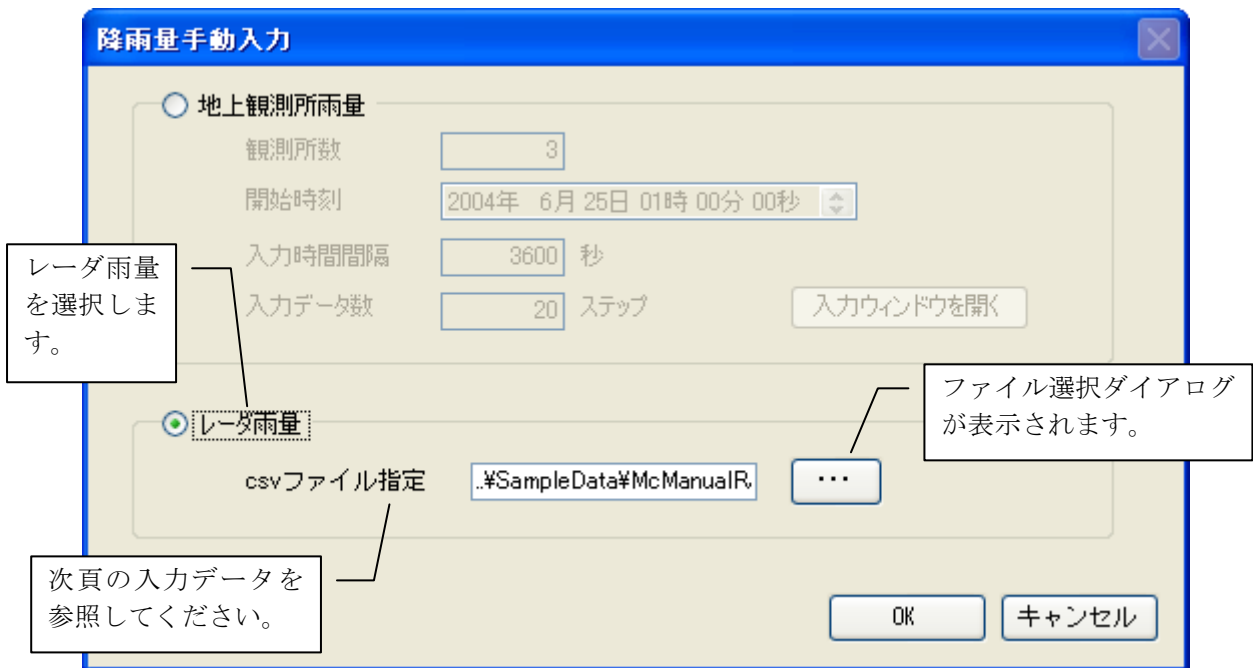 降雨量手動入力
地上観測所雨量
観測所数 3
開始時刻 2004年 6月 25日 01時 00分 00秒
入力時間間隔 3600 秒
入力データ数 20 ステップ 入力ウィンドウを開く
レーダ雨量
を選択しま
す。
ファイル選択ダイアログ
が表示されます。
レーダ雨量
csvファイル指定 ..¥SampleData¥McManualR ...
次頁の入力データを
参照してください。
OK キャンセル